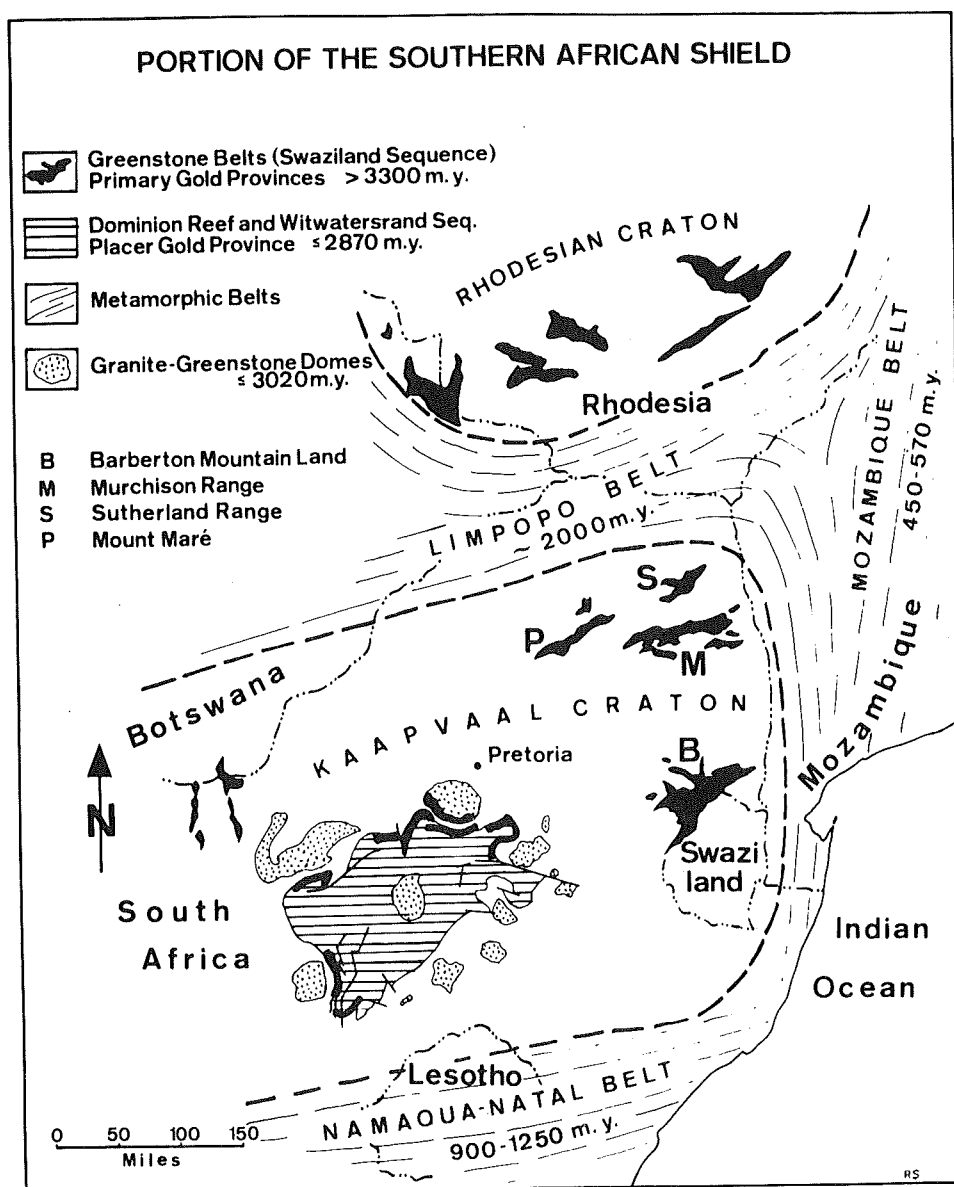 PORTION OF THE SOUTHERN AFRICAN SHIELD
Greenstone Belts (Swaziland Sequence)
Primary Gold Provinces > 3300 m.y.
Dominion Reef and Witwatersrand Seq.
Placer Gold Province ≤ 2870 m.y.
Metamorphic Belts
Granite-Greenstone Domes
≤ 3020 m.y.
B Barberton Mountain Land
M Murchison Range
S Sutherland Range
P Mount Maré
RHODESIAN CRATON
Rhodesia
MOZAMBIQUE BELT
450-570 m.y.
LIMPOPO BELT
~ 2000 m.y.
S
P
M
Botswana
Mozambique
KAAPVAAL CRATON
Pretoria
B
N
Swazi
land
South
Africa
Indian
Ocean
Lesotho
NAMAQUA-NATAL BELT
900-1250 m.y.
0 50 100 150
Miles
RS